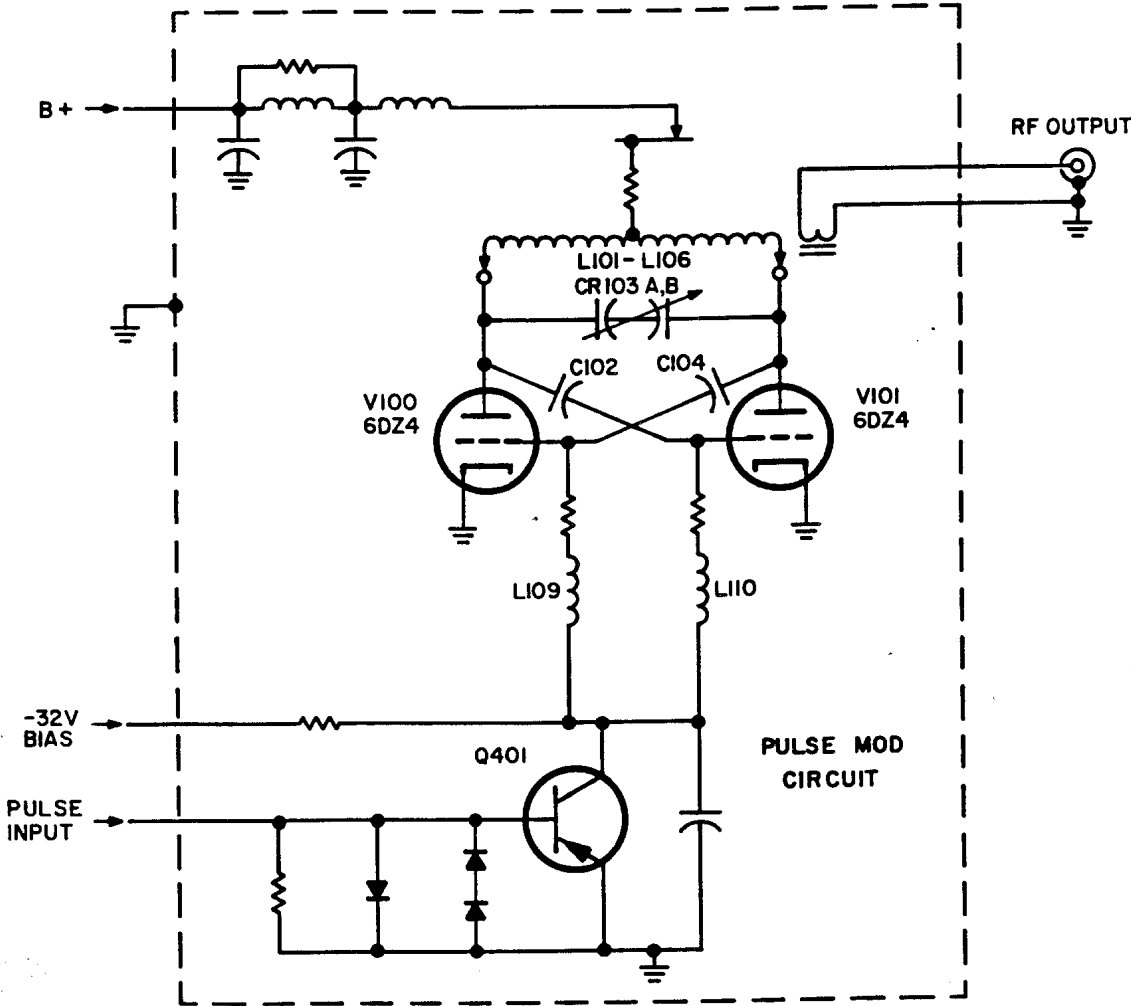 B+
RF OUTPUT
L101-L106
CR103 A,B
C102
C104
V100
6DZ4
V101
6DZ4
L109
L110
-32V
BIAS
Q401
PULSE MOD
CIRCUIT
PULSE
INPUT